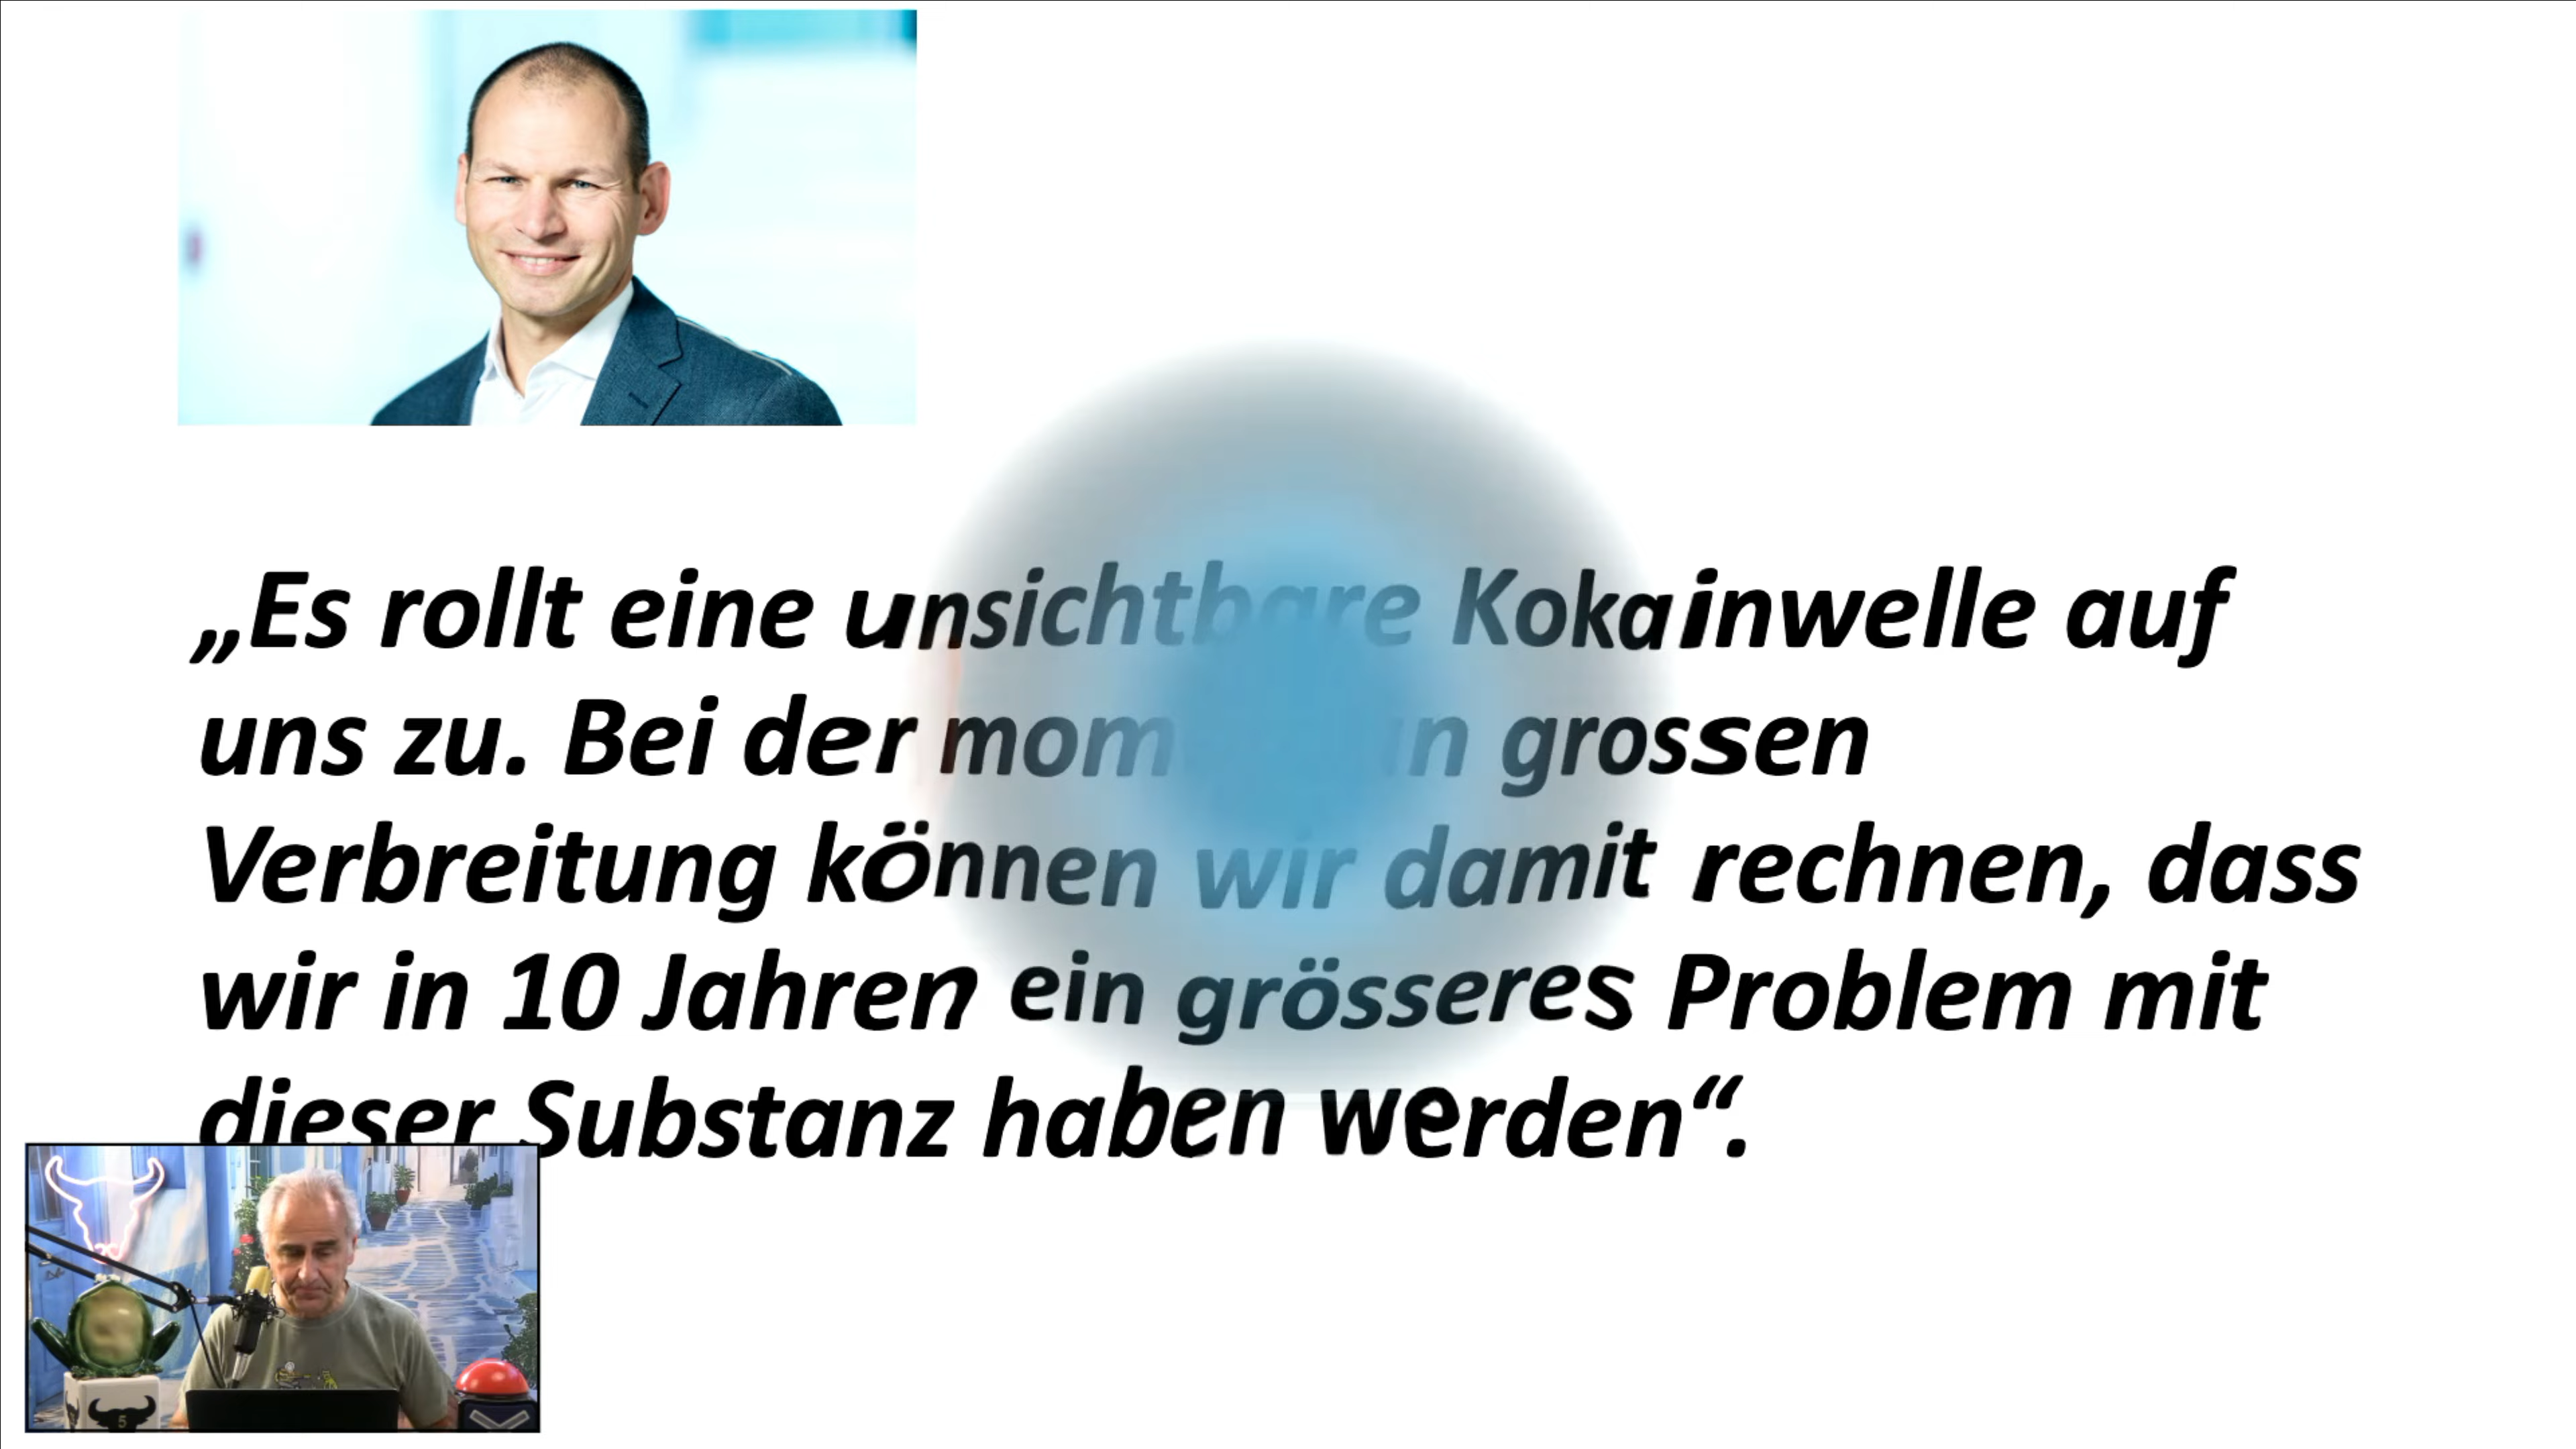 „Es rollt eine unsichtbare Kokainwelle auf
uns zu. Bei der grossen
Verbreitung können wir damit rechnen, dass
wir in 10 Jahren ein grösseres Problem mit
dieser Substanz haben werden“.
5